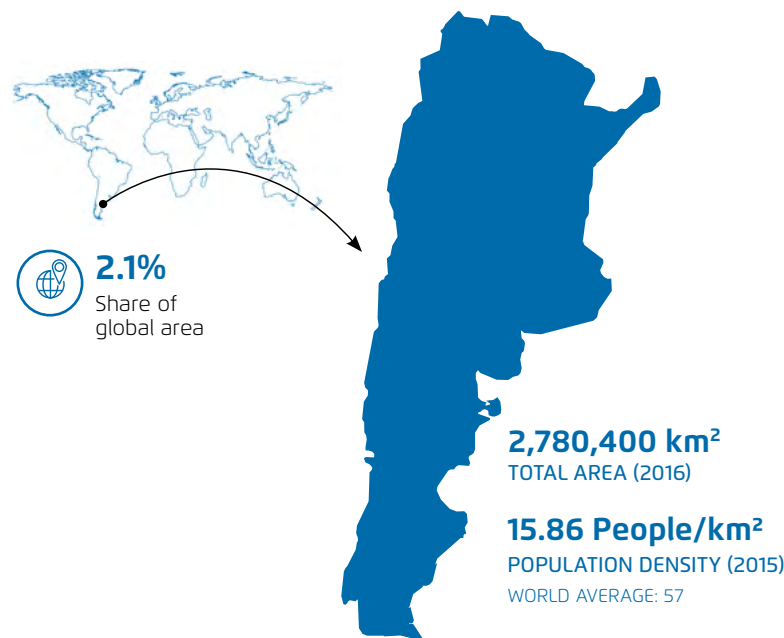 2.1%
Share of
global area
2,780,400 km²
TOTAL AREA (2016)
15.86 People/km²
POPULATION DENSITY (2015)
WORLD AVERAGE: 57